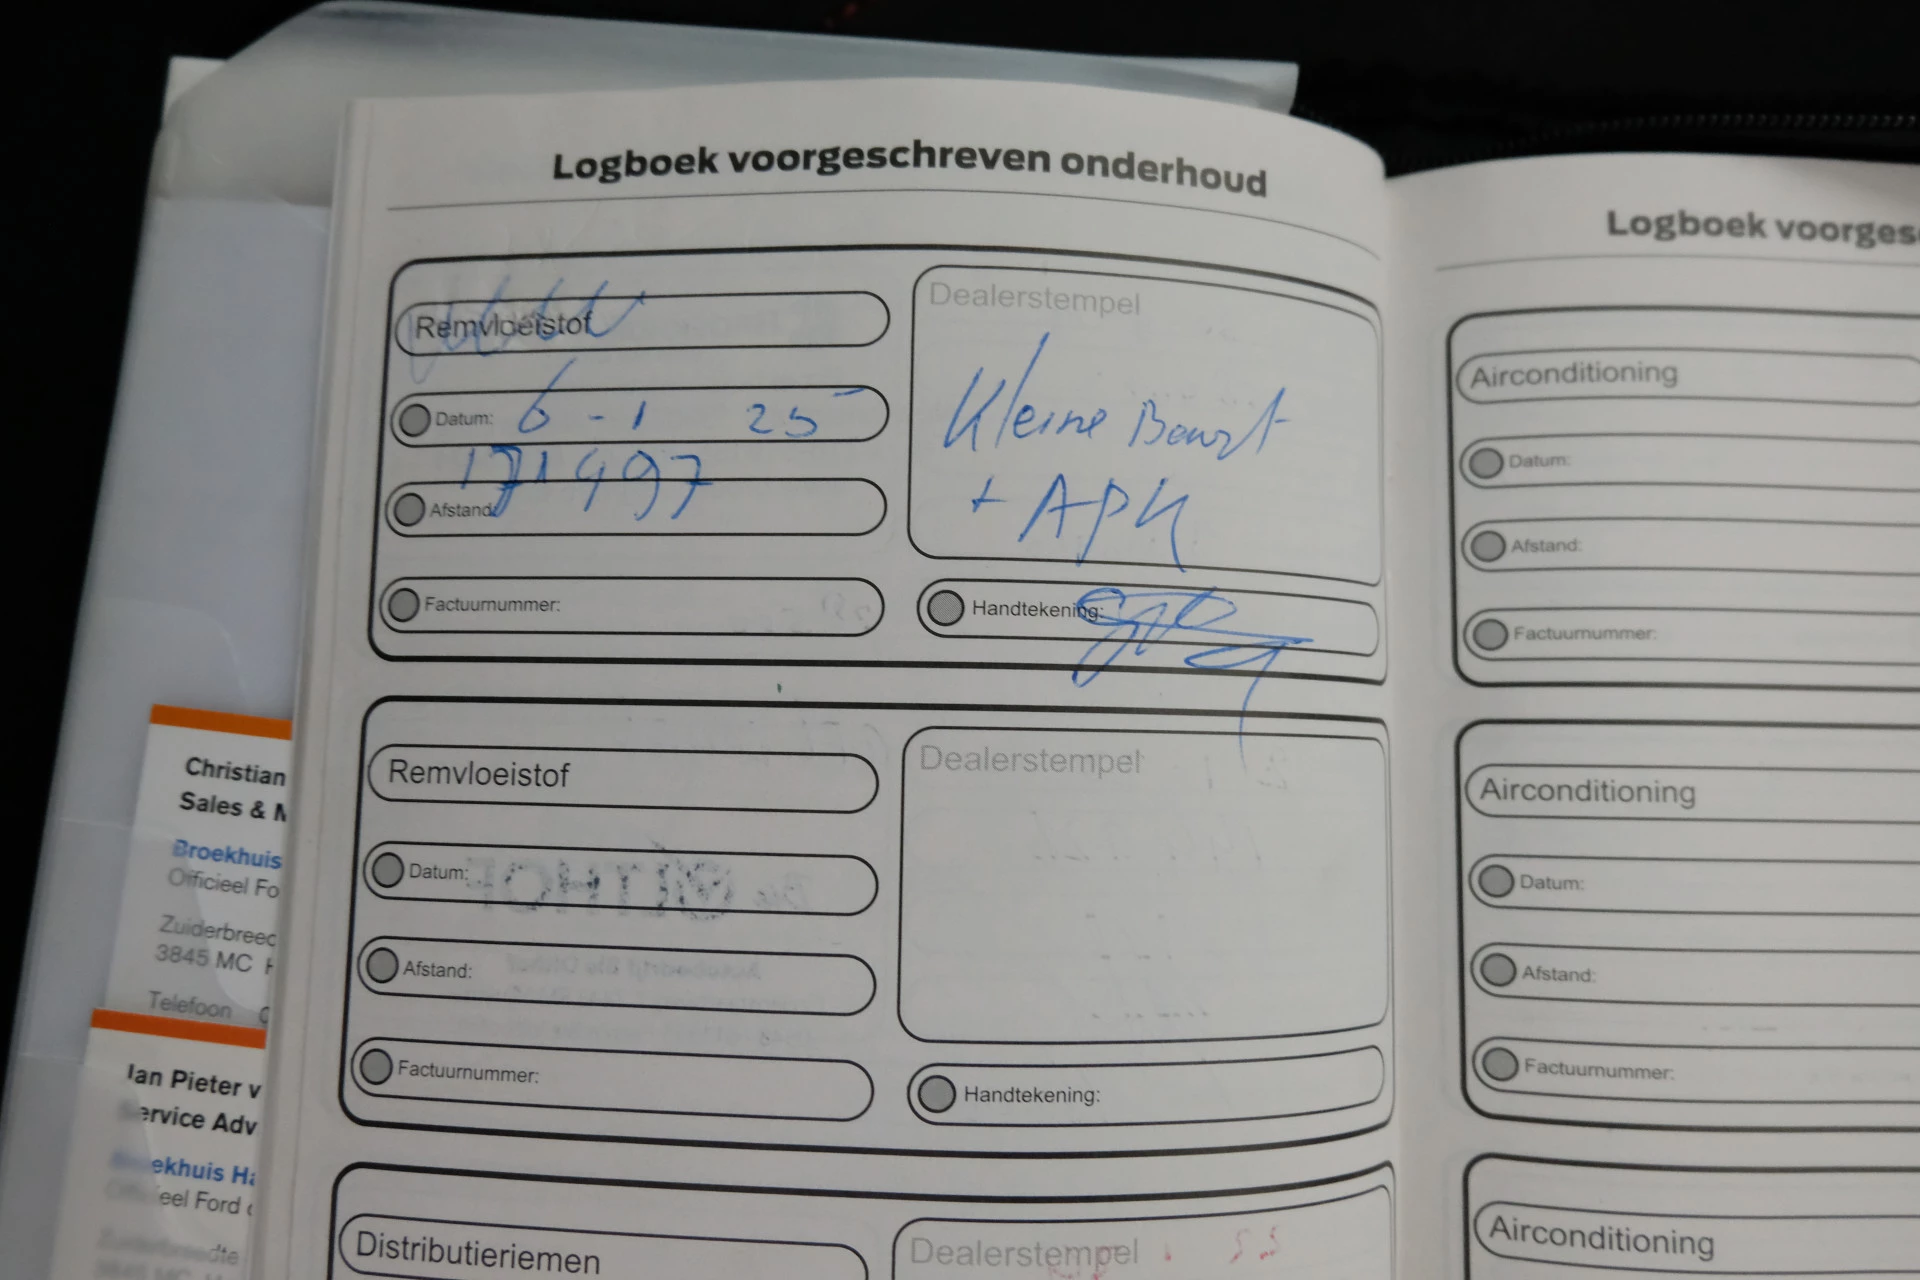 Logboek voorgeschreven onderhoud
Remvloeistof
Datum: 6 - 1 25
171497
Afstand:
Factuurnummer:
Dealerstempel
Kleine Beurt
+ APK
Handtekening:
Remvloeistof
Datum:
Afstand:
Factuurnummer:
Dealerstempel
Handtekening:
Distributieriemen
Dealerstempel
Logboek voorges
Airconditioning
Datum:
Afstand:
Factuurnummer:
Airconditioning
Datum:
Afstand:
Factuurnummer:
Airconditioning
Christian
Sales & M
Broekhuis
Officieel Fo
Zuiderbreed
3845 MC
Telefoon
Jan Pieter v
Service Adv
ekhuis Ha
eel Ford